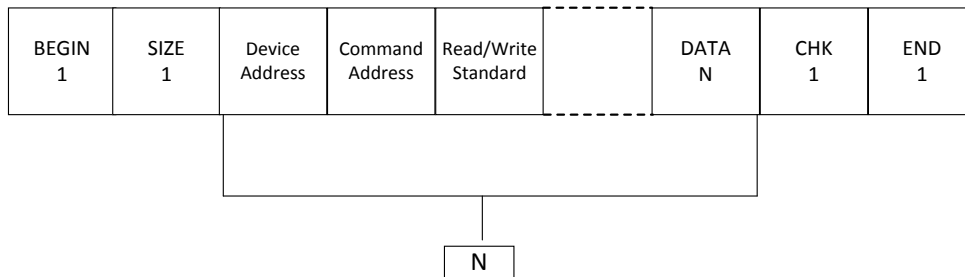 BEGIN
1
SIZE
1
Device
Address
Command
Address
Read/Write
Standard
DATA
N
CHK
1
END
1
N